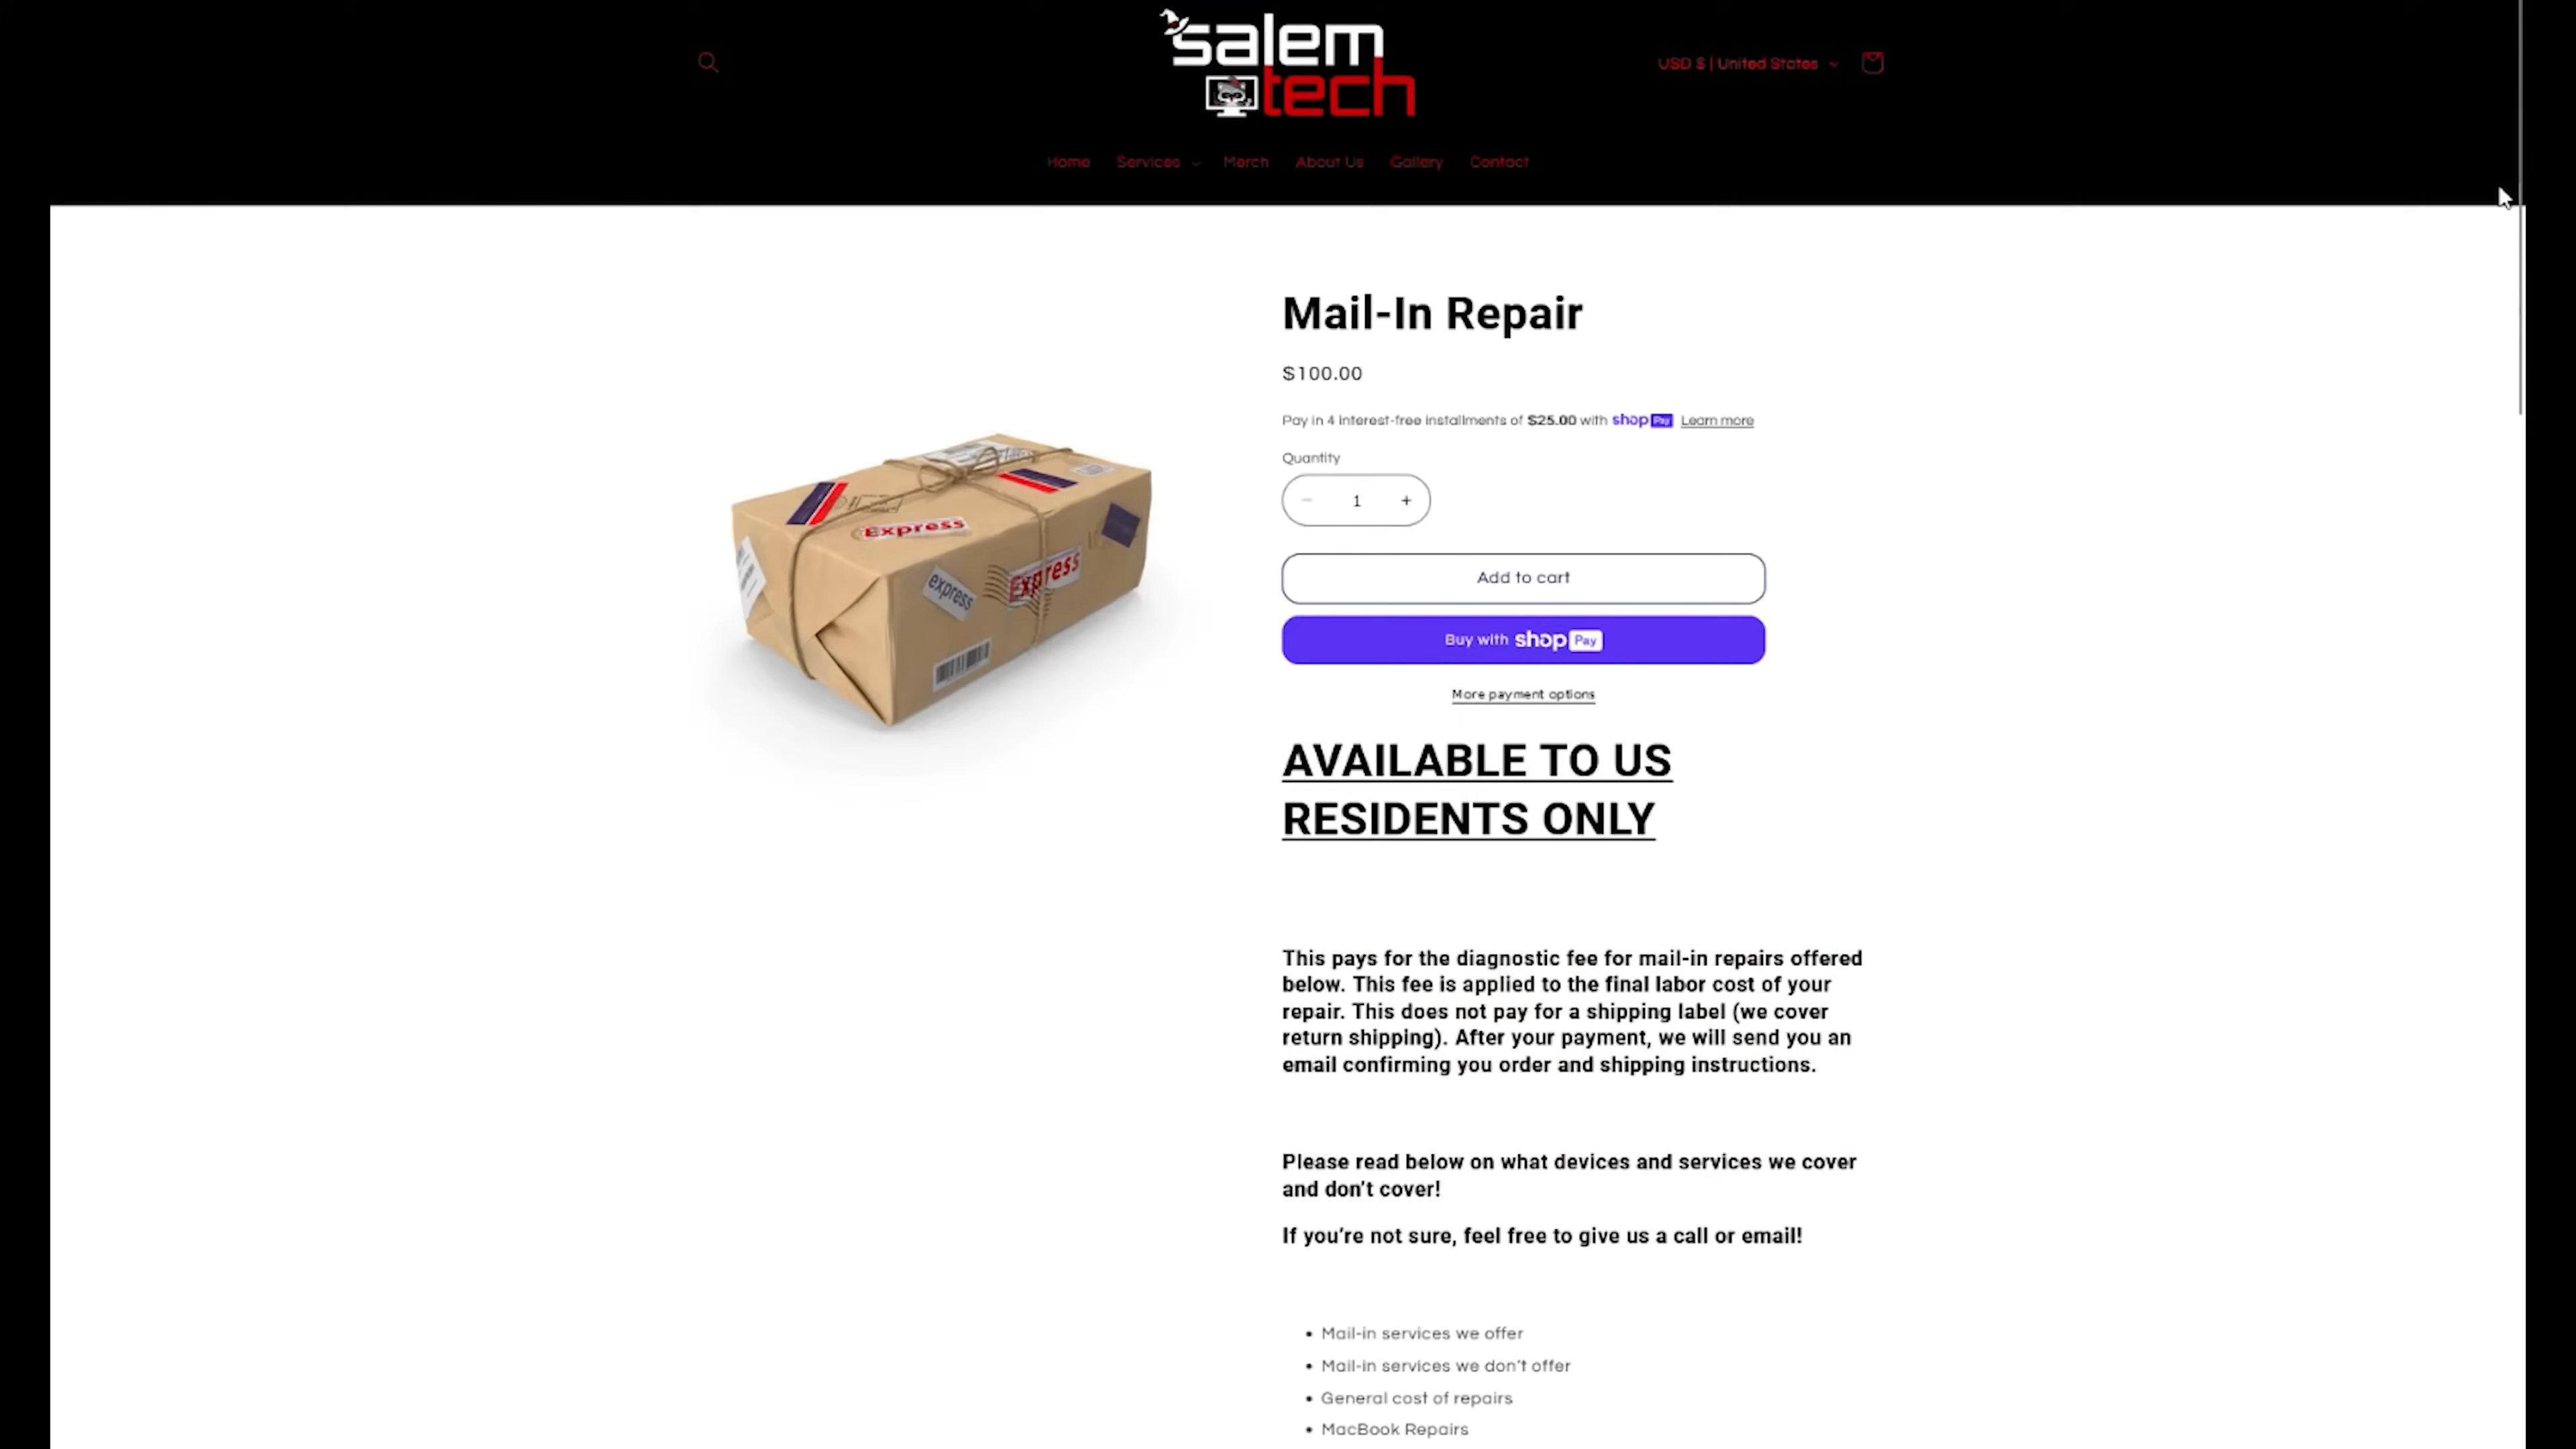 salem
tech
USD $ | United States
Home Services Merch About Us Gallery Contact
Mail-In Repair
$100.00
Pay in 4 interest-free installments of $25.00 with shop Pay Learn more
Quantity
1
Add to cart
Buy with shop Pay
More payment options
Express
express
Express
AVAILABLE TO US
RESIDENTS ONLY
This pays for the diagnostic fee for mail-in repairs offered
below. This fee is applied to the final labor cost of your
repair. This does not pay for a shipping label (we cover
return shipping). After your payment, we will send you an
email confirming you order and shipping instructions.
Please read below on what devices and services we cover
and don't cover!
If you're not sure, feel free to give us a call or email!
Mail-in services we offer
Mail-in services we don't offer
General cost of repairs
MacBook Repairs